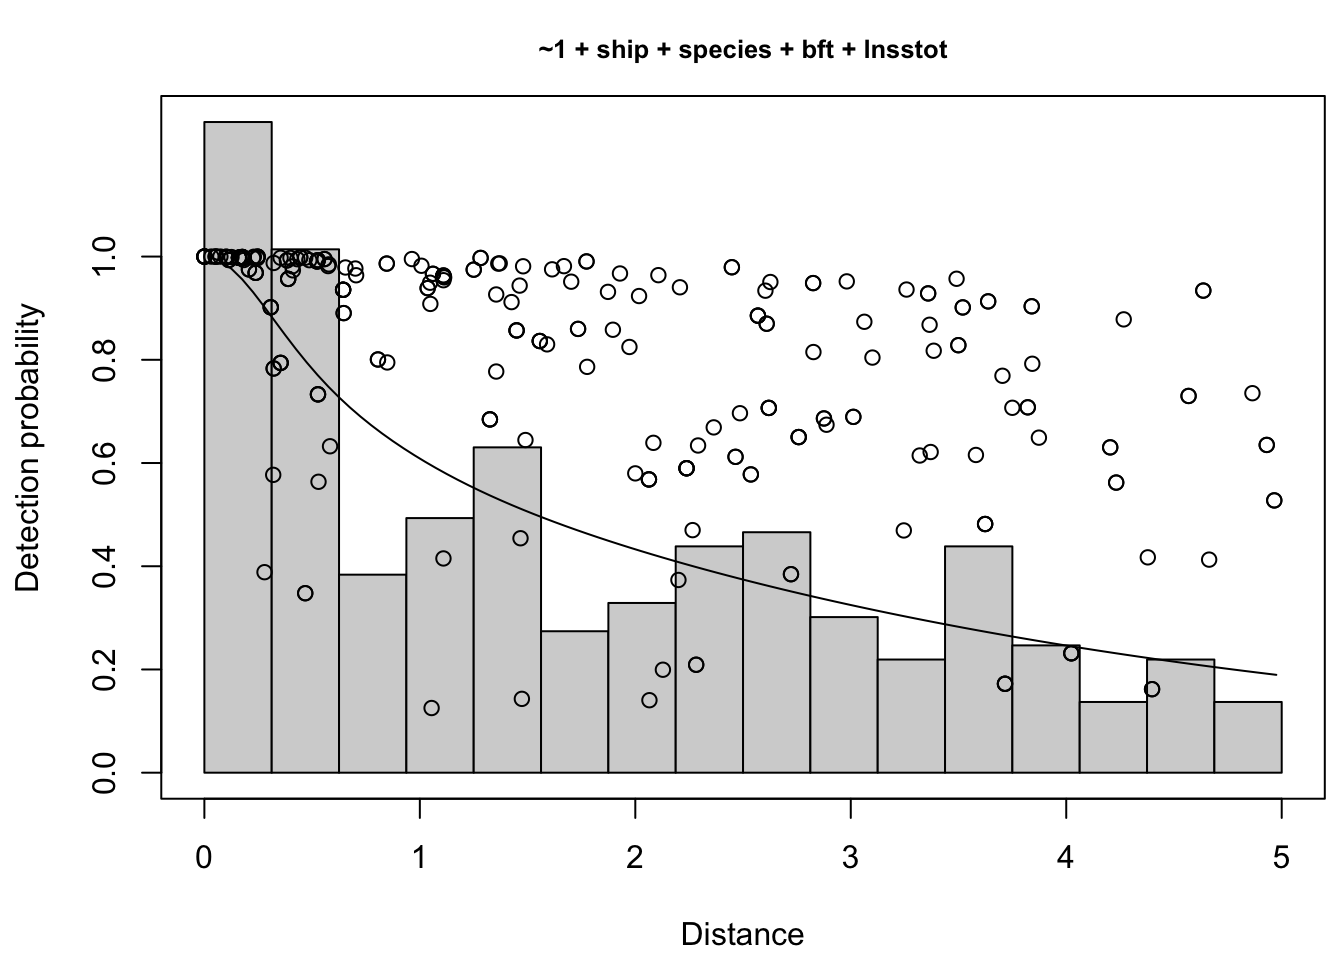 ~1 + ship + species + bft + lnsstot
Detection probability
1.0
0.8
0.6
0.4
0.2
0.0
0 1 2 3 4 5
Distance